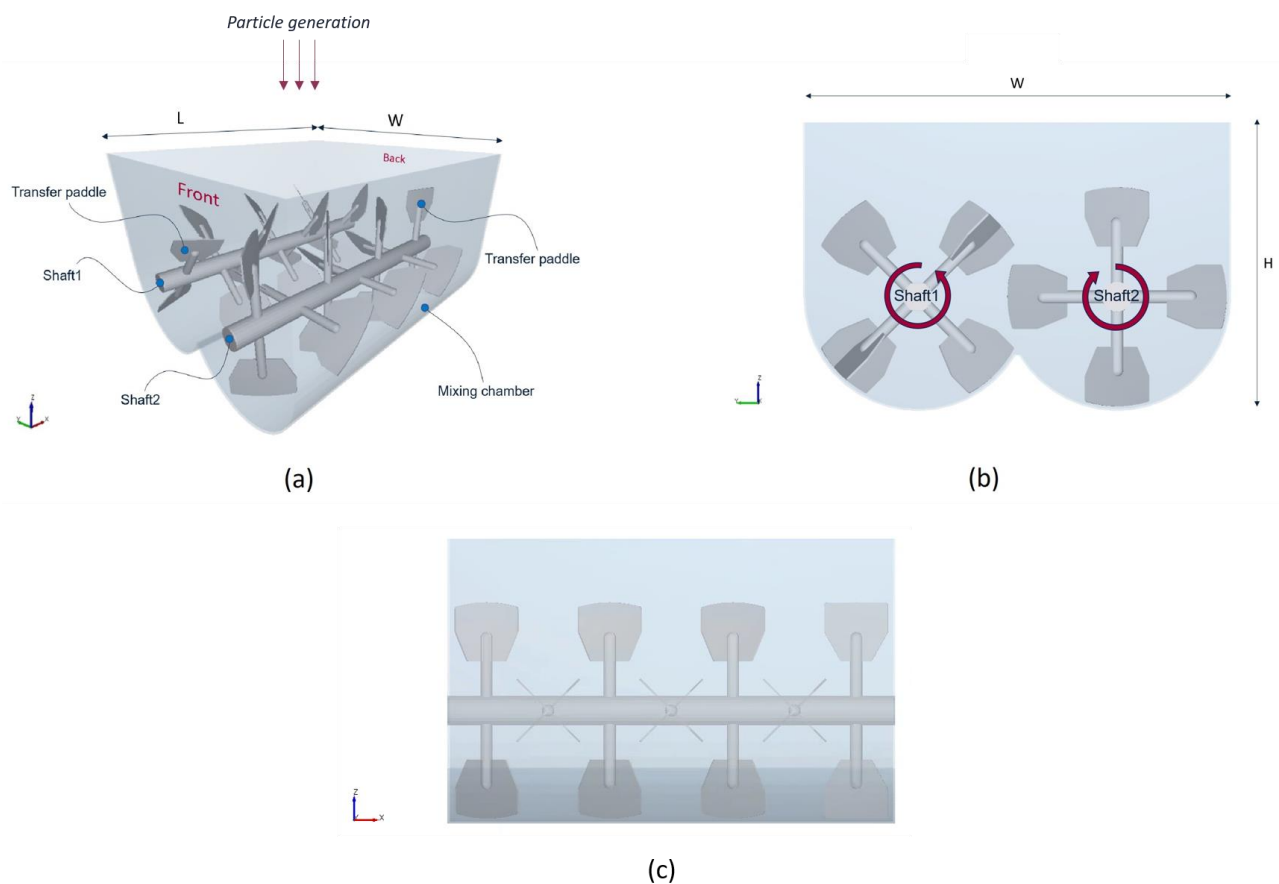 Particle generation
L
W
Back
Front
Transfer paddle
Transfer paddle
Shaft1
Shaft2
Mixing chamber
Z
Y
X
(a)
W
H
Shaft1
Shaft2
Z
Y
(b)
Z
Y
X
(c)